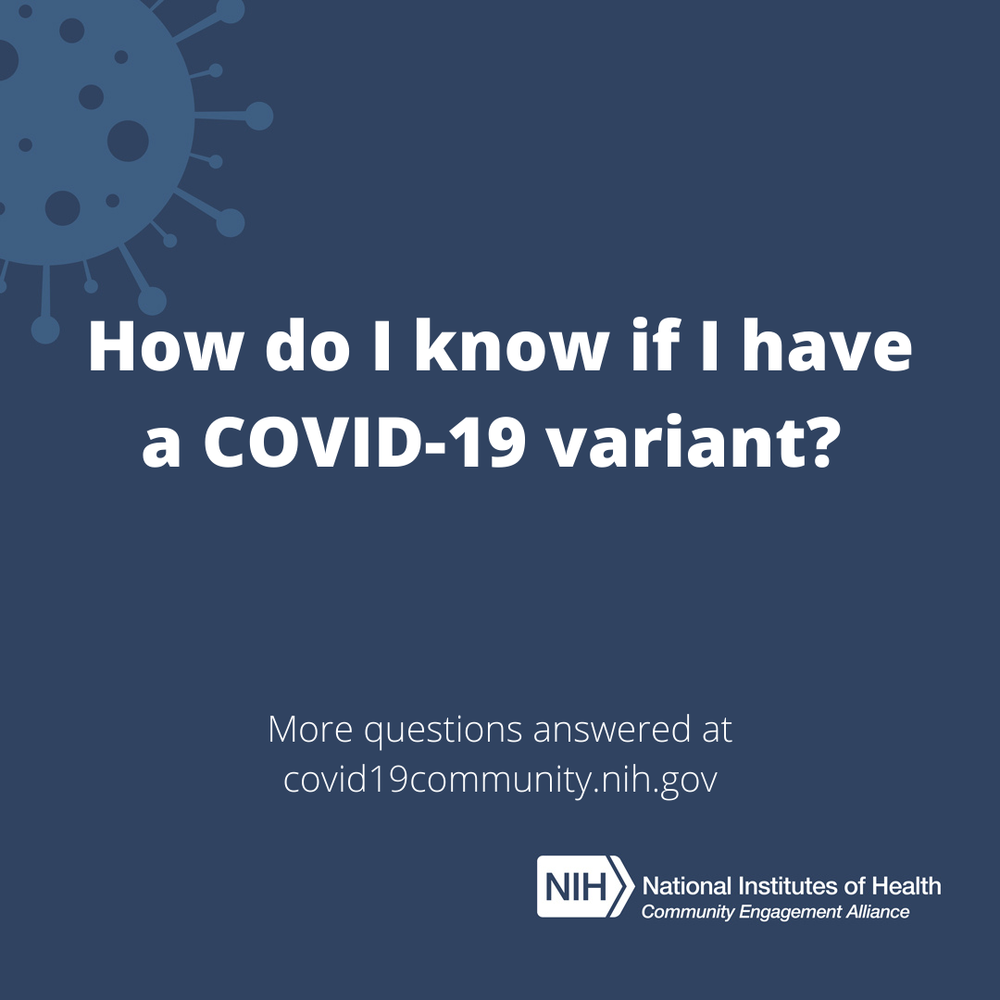 How do I know if I have
a COVID-19 variant?
More questions answered at
covid19community.nih.gov
NIH National Institutes of Health
Community Engagement Alliance